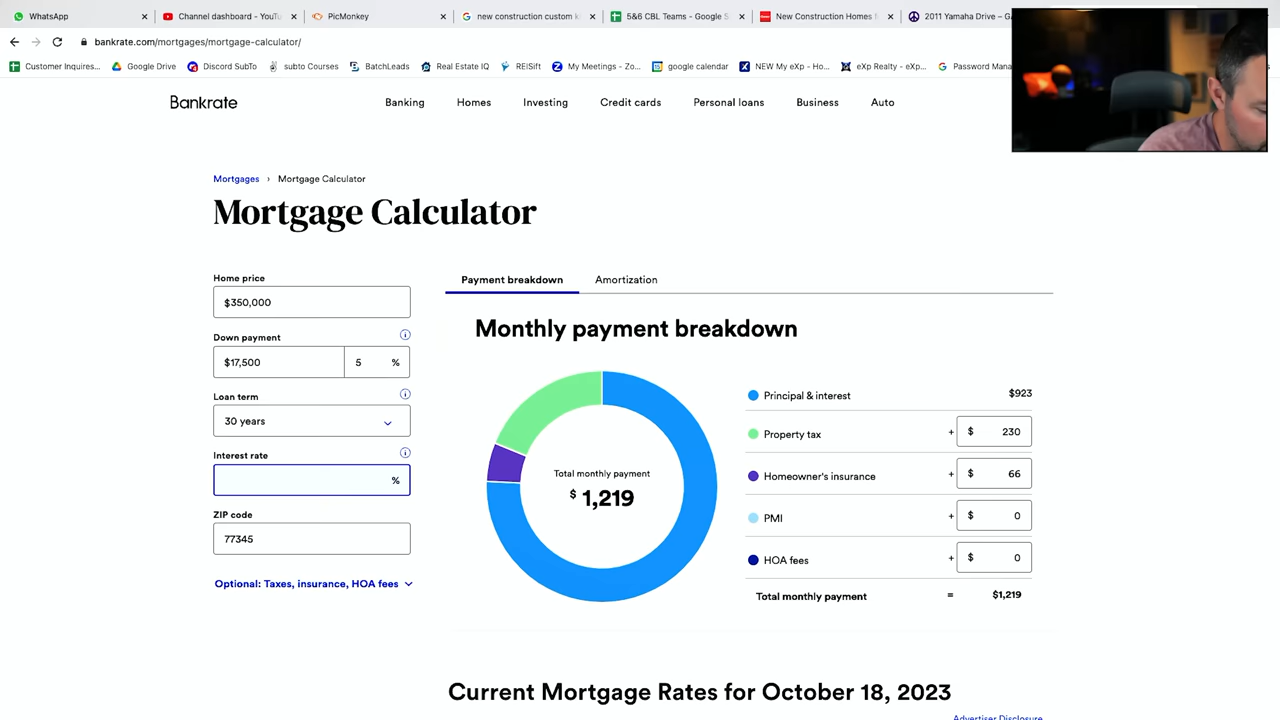 WhatsApp
Channel dashboard - YouTu
PicMonkey
new construction custom k
5&6 CBL Teams - Google S
New Construction Homes
2011 Yamaha Drive – G
bankrate.com/mortgages/mortgage-calculator/
Customer Inquires...
Google Drive
Discord SubTo
subto Courses
BatchLeads
Real Estate IQ
REISift
My Meetings - Zo...
google calendar
NEW My eXp - Ho...
eXp Realty - eXp...
Password Mana
Bankrate
Banking
Homes
Investing
Credit cards
Personal loans
Business
Auto
Mortgages › Mortgage Calculator
Mortgage Calculator
Home price
$350,000
Down payment
$17,500
5 %
Loan term
30 years
Interest rate
%
ZIP code
77345
Optional: Taxes, insurance, HOA fees
Payment breakdown
Amortization
Monthly payment breakdown
Total monthly payment
$ 1,219
Principal & interest $923
Property tax + $ 230
Homeowner's insurance + $ 66
PMI + $ 0
HOA fees + $ 0
Total monthly payment = $1,219
Current Mortgage Rates for October 18, 2023
Advertiser Disclosure